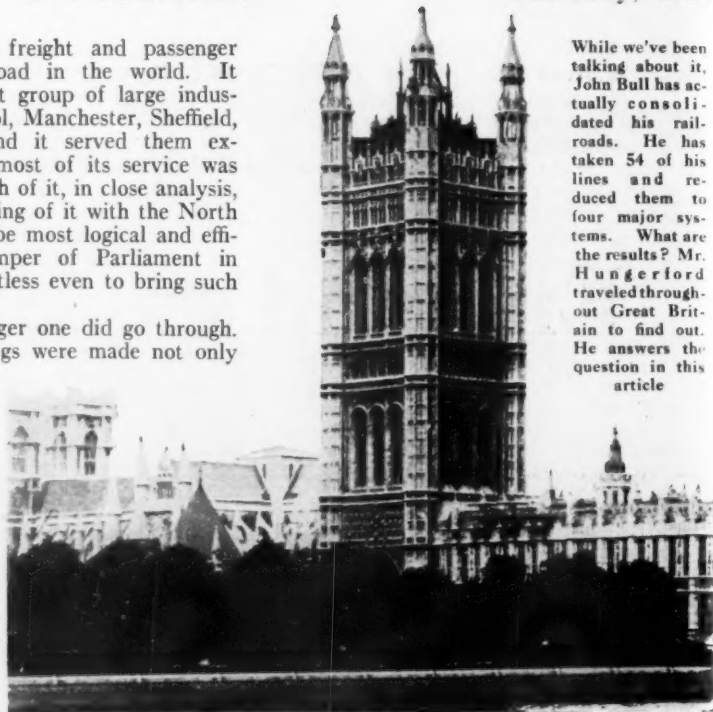 freight and passenger
oad in the world. It
t group of large indus-
l, Manchester, Sheffield,
nd it served them ex-
most of its service was
h of it, in close analysis,
ing of it with the North
be most logical and effi-
mper of Parliament in
tless even to bring such
ger one did go through.
gs were made not only
While we've been
talking about it,
John Bull has ac-
tually consoli-
dated his rail-
roads. He has
taken 54 of his
lines and re-
duced them to
four major sys-
tems. What are
the results? Mr.
Hungerford
traveled through-
out Great Brit-
ain to find out.
He answers the
question in this
article